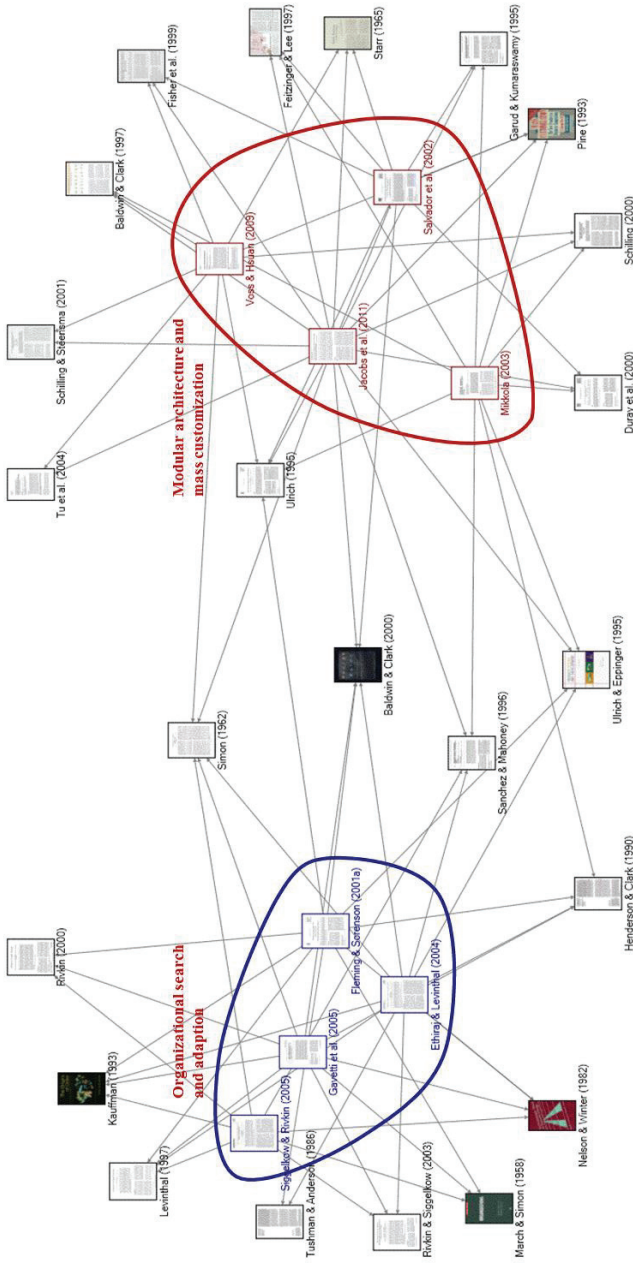 Rivkin (2000)
Kauffman (1993)
Levinthal (1997)
Organizational search
and adaption
Siggelkow & Rivkin (2005)
Tushman & Anderson (1986)
Gavetti et al. (2005)
Fleming & Sorenson (2001a)
Ethiraj & Levinthal (2004)
Rivkin & Siggelkow (2003)
March & Simon (1958)
Nelson & Winter (1982)
Henderson & Clark (1990)
Simon (1962)
Baldwin & Clark (2000)
Sanchez & Mahoney (1996)
Ulrich & Eppinger (1995)
Tu et al. (2004)
Schilling & Steensma (2001)
Baldwin & Clark (1997)
Fisher et al. (1999)
Feitzinger & Lee (1997)
Starr (1965)
Garud & Kumaraswamy (1995)
Pine (1993)
Modular architecture and
mass customization
Ulrich (1995)
Voss & Hsuan (2009)
Jacobs et al. (2011)
Salvador et al. (2002)
Mikkola (2003)
Schilling (2000)
Duray et al. (2000)